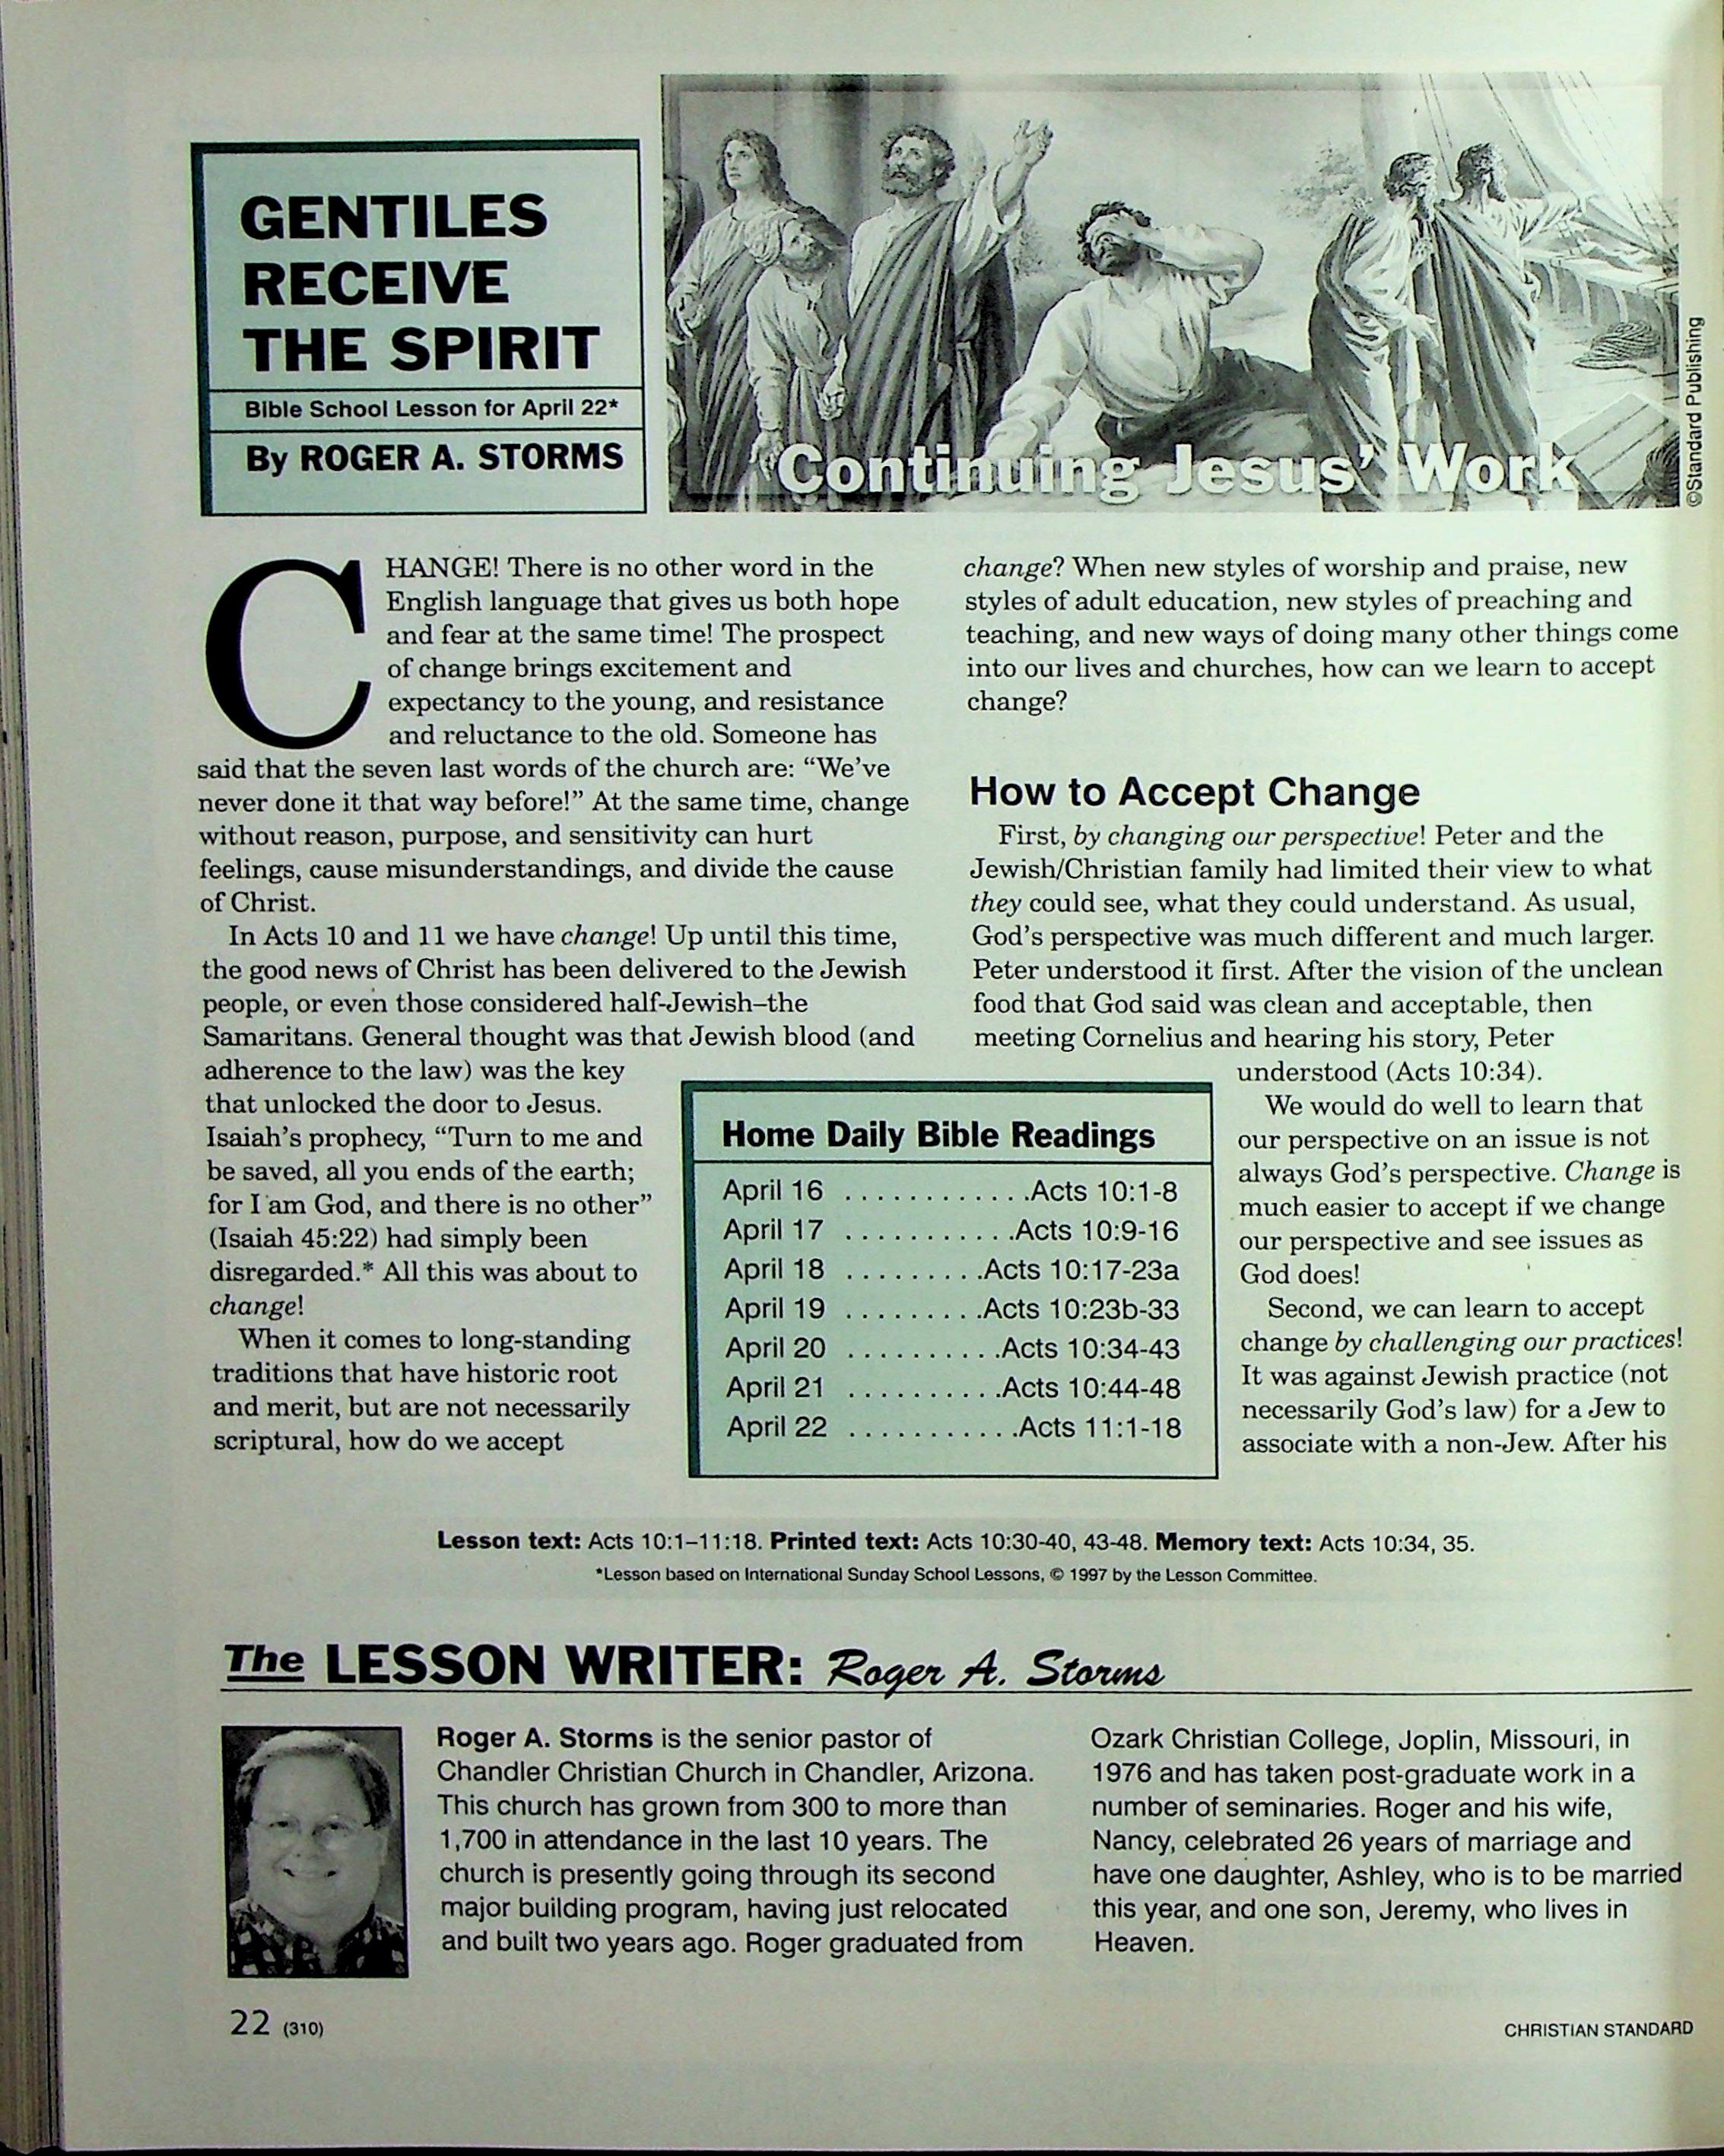 GENTILES
RECEIVE
THE SPIRIT
Bible School Lesson for April 22*
By ROGER A. STORMS
Continuing Jesus' Work
©Standard Publishing
CHANGE! There is no other word in the
English language that gives us both hope
and fear at the same time! The prospect
of change brings excitement and
expectancy to the young, and resistance
and reluctance to the old. Someone has
said that the seven last words of the church are: “We’ve
never done it that way before!” At the same time, change
without reason, purpose, and sensitivity can hurt
feelings, cause misunderstandings, and divide the cause
of Christ.
In Acts 10 and 11 we have change! Up until this time,
the good news of Christ has been delivered to the Jewish
people, or even those considered half-Jewish–the
Samaritans. General thought was that Jewish blood (and
adherence to the law) was the key
that unlocked the door to Jesus.
Isaiah’s prophecy, “Turn to me and
be saved, all you ends of the earth;
for I am God, and there is no other”
(Isaiah 45:22) had simply been
disregarded.* All this was about to
change!
When it comes to long-standing
traditions that have historic root
and merit, but are not necessarily
scriptural, how do we accept
change? When new styles of worship and praise, new
styles of adult education, new styles of preaching and
teaching, and new ways of doing many other things come
into our lives and churches, how can we learn to accept
change?
How to Accept Change
First, by changing our perspective! Peter and the
Jewish/Christian family had limited their view to what
they could see, what they could understand. As usual,
God’s perspective was much different and much larger.
Peter understood it first. After the vision of the unclean
food that God said was clean and acceptable, then
meeting Cornelius and hearing his story, Peter
understood (Acts 10:34).
We would do well to learn that
our perspective on an issue is not
always God’s perspective. Change is
much easier to accept if we change
our perspective and see issues as
God does!
Second, we can learn to accept
change by challenging our practices!
It was against Jewish practice (not
necessarily God’s law) for a Jew to
associate with a non-Jew. After his
Home Daily Bible Readings
April 16 ............Acts 10:1-8
April 17 ...........Acts 10:9-16
April 18 .........Acts 10:17-23a
April 19 .........Acts 10:23b-33
April 20 ..........Acts 10:34-43
April 21 ..........Acts 10:44-48
April 22 ...........Acts 11:1-18
Lesson text: Acts 10:1–11:18. Printed text: Acts 10:30-40, 43-48. Memory text: Acts 10:34, 35.
*Lesson based on International Sunday School Lessons, © 1997 by the Lesson Committee.
The LESSON WRITER: Roger A. Storms
Roger A. Storms is the senior pastor of
Chandler Christian Church in Chandler, Arizona.
This church has grown from 300 to more than
1,700 in attendance in the last 10 years. The
church is presently going through its second
major building program, having just relocated
and built two years ago. Roger graduated from
Ozark Christian College, Joplin, Missouri, in
1976 and has taken post-graduate work in a
number of seminaries. Roger and his wife,
Nancy, celebrated 26 years of marriage and
have one daughter, Ashley, who is to be married
this year, and one son, Jeremy, who lives in
Heaven.
22 (310)
CHRISTIAN STANDARD